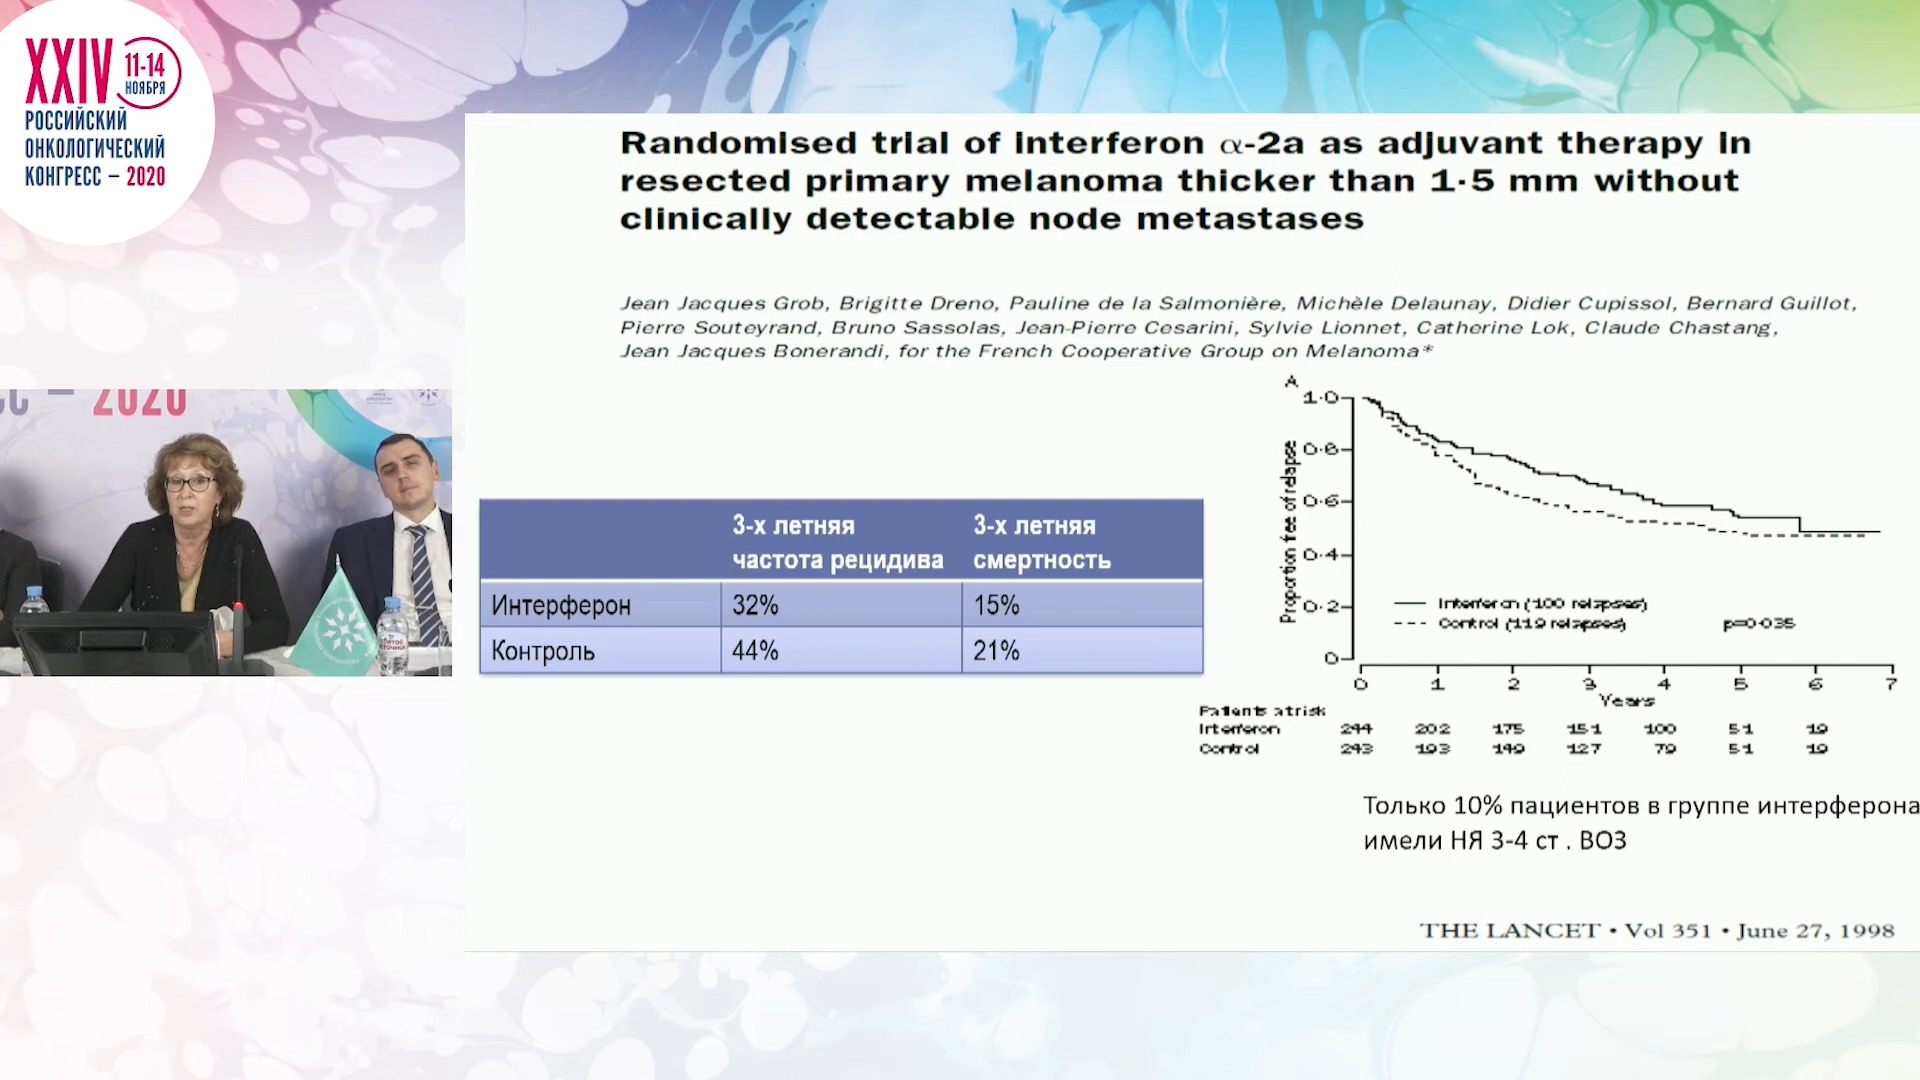 XXIV 11-14
НОЯБРЯ
РОССИЙСКИЙ
ОНКОЛОГИЧЕСКИЙ
КОНГРЕСС – 2020
Randomised trial of interferon α-2a as adjuvant therapy in
resected primary melanoma thicker than 1·5 mm without
clinically detectable node metastases
Jean Jacques Grob, Brigitte Dreno, Pauline de la Salmonière, Michèle Delaunay, Didier Cupissol, Bernard Guillot,
Pierre Souteyrand, Bruno Sassolas, Jean-Pierre Cesarini, Sylvie Lionnet, Catherine Lok, Claude Chastang,
Jean Jacques Bonerandi, for the French Cooperative Group on Melanoma*
СС – 2020
3-х летняя
частота рецидива
3-х летняя
смертность
Интерферон 32% 15%
Контроль 44% 21%
A
Proportion free of relapse
1·0
0·8
0·6
0·4
0·2
0
Interferon (100 relapses)
Control (119 relapses) p=0·035
0 1 2 3 4 5 6 7
Years
Patients at risk
Interferon 244 202 175 151 100 51 19
Control 243 193 149 127 79 51 19
Только 10% пациентов в группе интерферона
имели НЯ 3-4 ст . ВОЗ
THE LANCET • Vol 351 • June 27, 1998